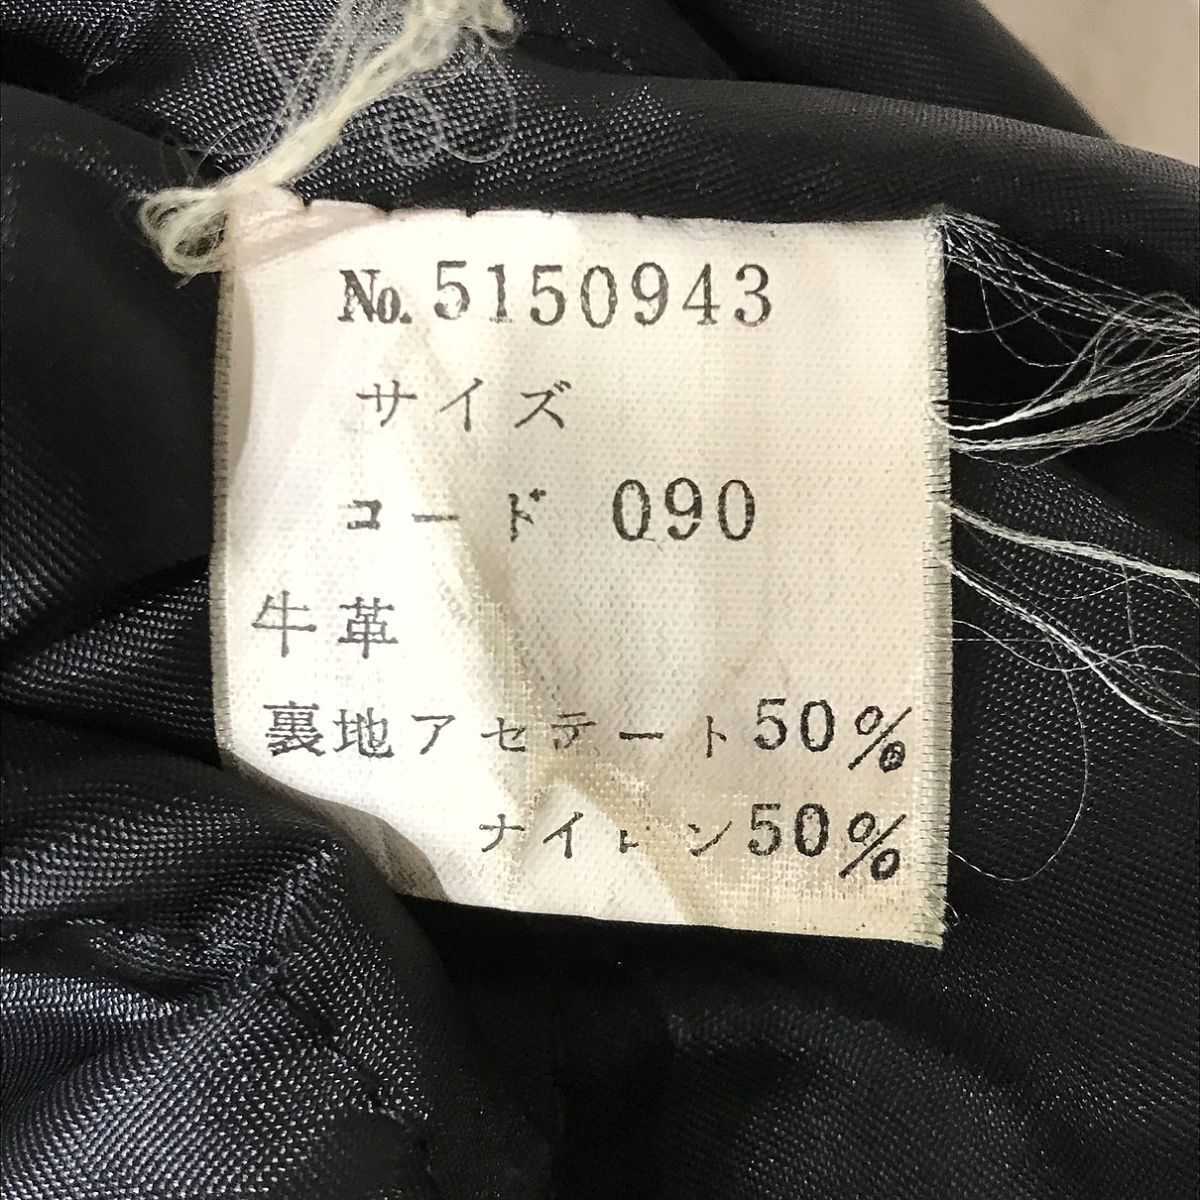 No. 5150943
サイズ
コード 090
牛革
裏地アセテート50%
ナイロン50%